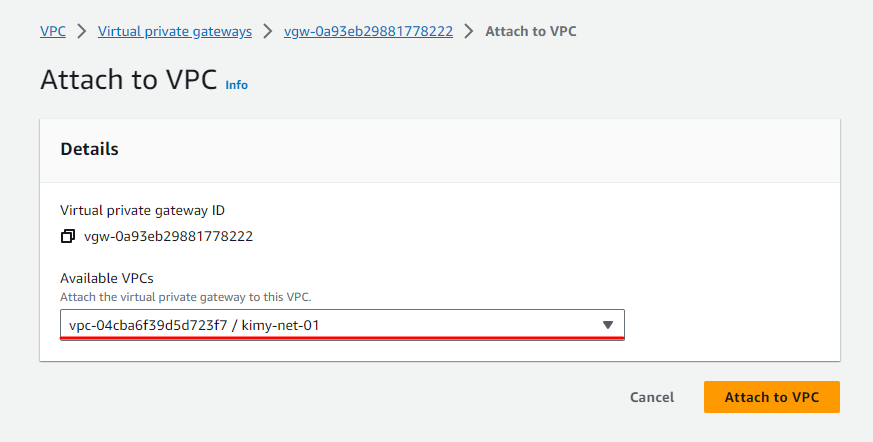 VPC > Virtual private gateways > vgw-0a93eb29881778222 > Attach to VPC
Attach to VPC Info
Details
Virtual private gateway ID
vgw-0a93eb29881778222
Available VPCs
Attach the virtual private gateway to this VPC.
vpc-04cba6f39d5d723f7 / kimy-net-01
Cancel Attach to VPC